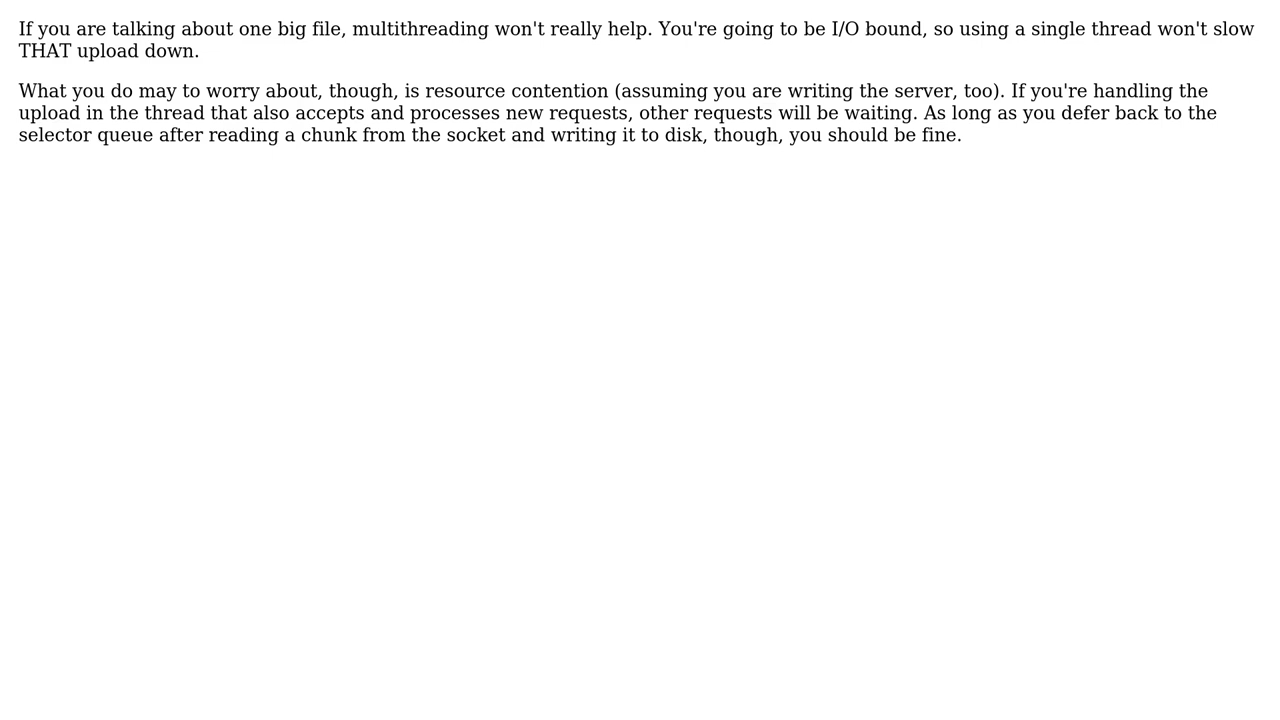 If you are talking about one big file, multithreading won't really help. You're going to be I/O bound, so using a single thread won't slow
THAT upload down.
What you do may to worry about, though, is resource contention (assuming you are writing the server, too). If you're handling the
upload in the thread that also accepts and processes new requests, other requests will be waiting. As long as you defer back to the
selector queue after reading a chunk from the socket and writing it to disk, though, you should be fine.